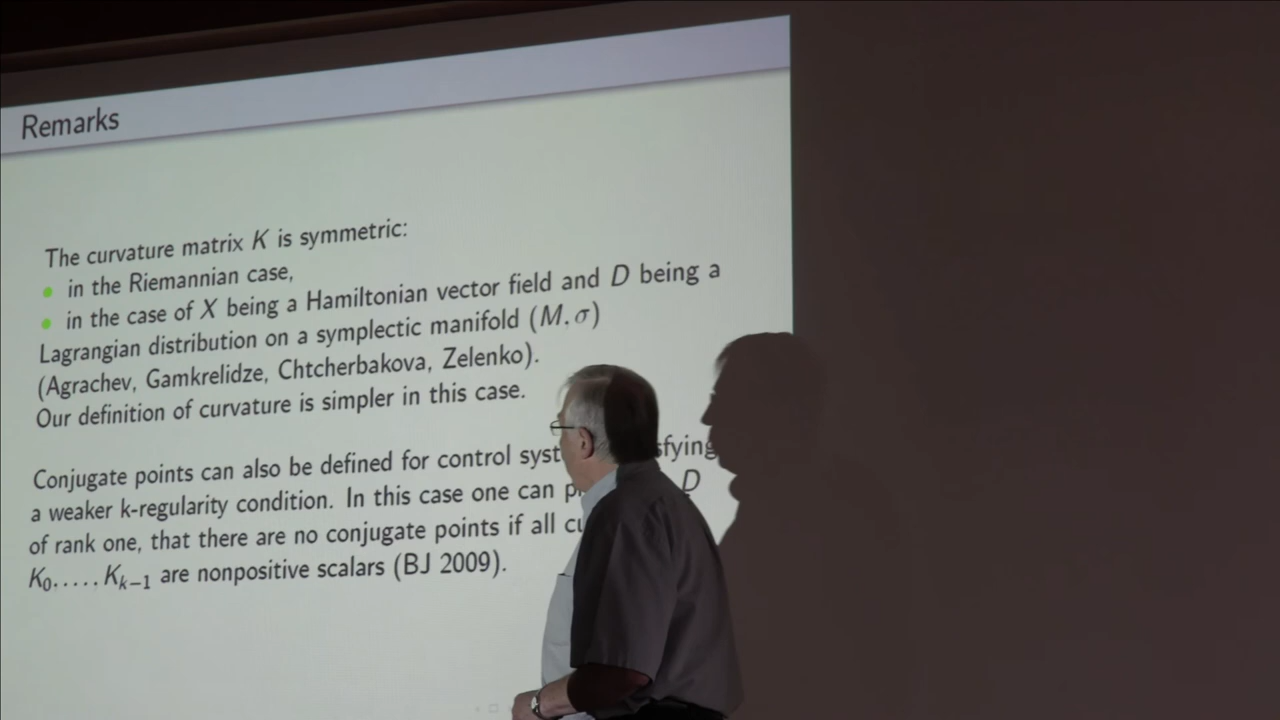 Remarks
The curvature matrix K is symmetric:
in the Riemannian case,
in the case of X being a Hamiltonian vector field and D being a
Lagrangian distribution on a symplectic manifold (M, σ)
(Agrachev, Gamkrelidze, Chtcherbakova, Zelenko).
Our definition of curvature is simpler in this case.
Conjugate points can also be defined for control
a weaker k-regularity condition. In this case one can D
of rank one, that there are no conjugate points if all
K₀, . . . , Kₖ₋₁ are nonpositive scalars (BJ 2009).